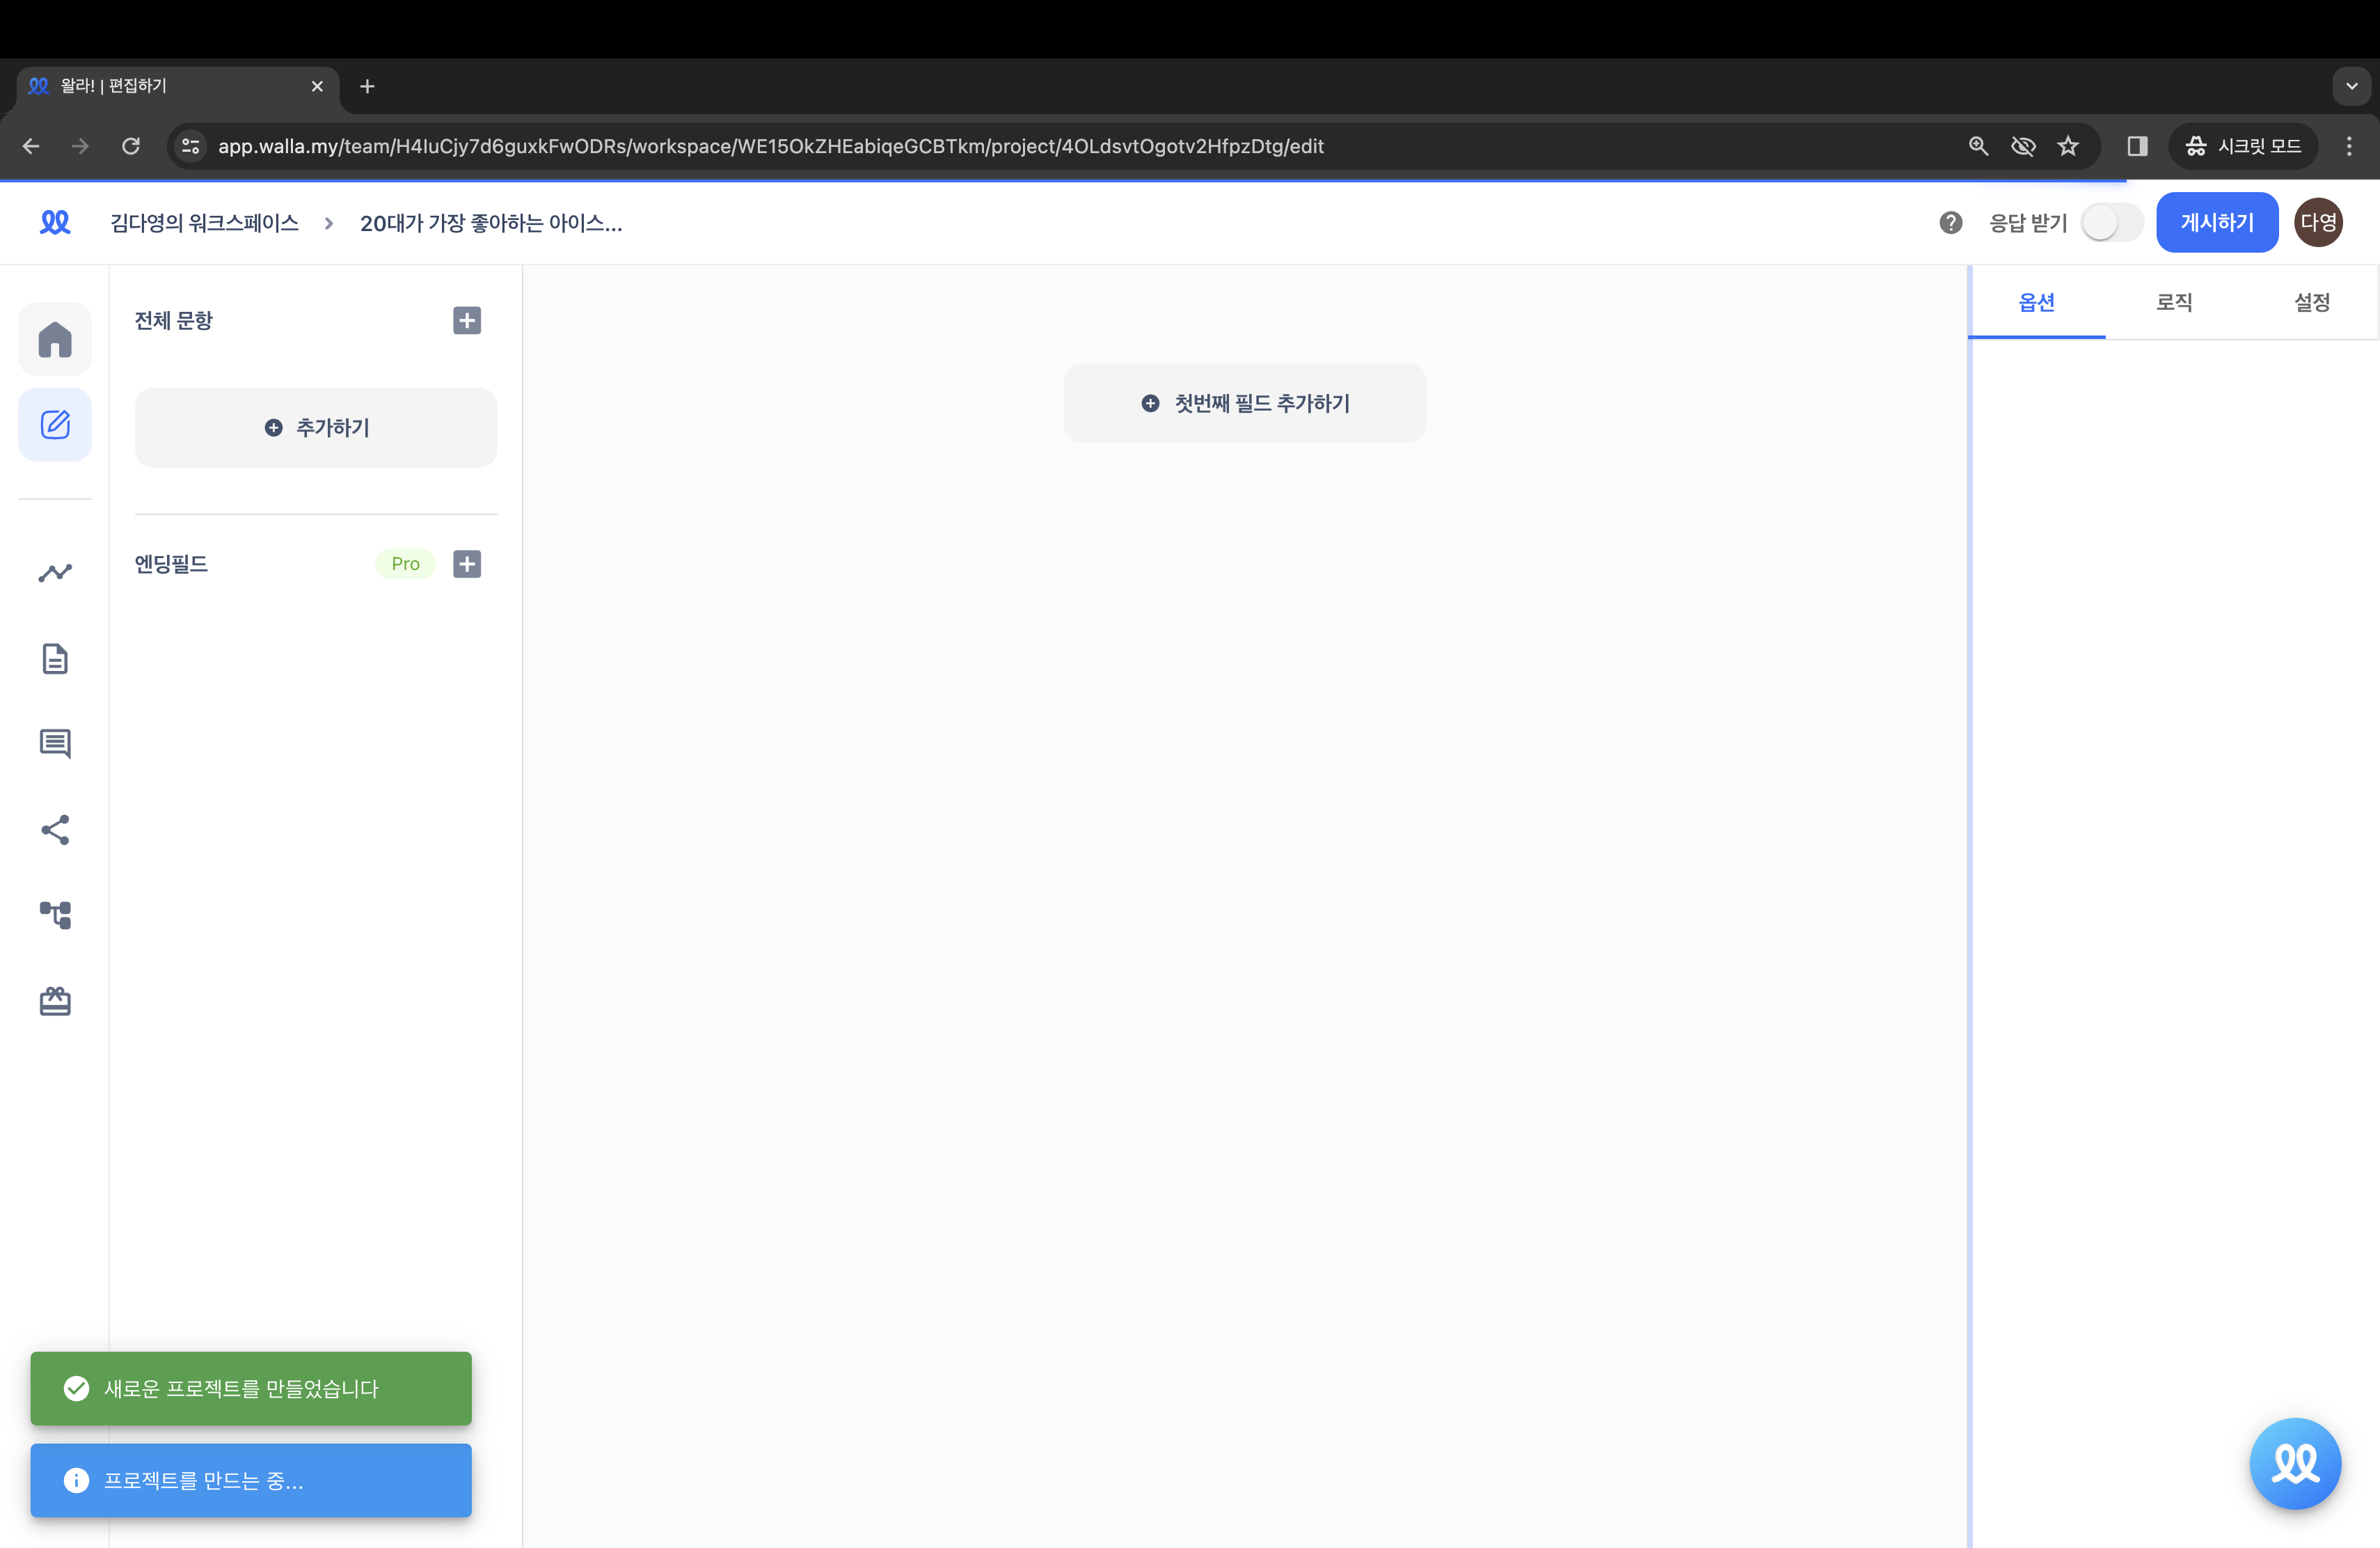 왈라! | 편집하기
app.walla.my/team/H4IuCjy7d6guxkFwODRs/workspace/WE15OkZHEabiqeGCBTkm/project/4OLdsvtOgotv2HfpzDtg/edit
시크릿 모드
김다영의 워크스페이스
20대가 가장 좋아하는 아이스...
응답 받기
게시하기
다영
전체 문항
추가하기
엔딩필드
Pro
첫번째 필드 추가하기
옵션
로직
설정
새로운 프로젝트를 만들었습니다
프로젝트를 만드는 중...